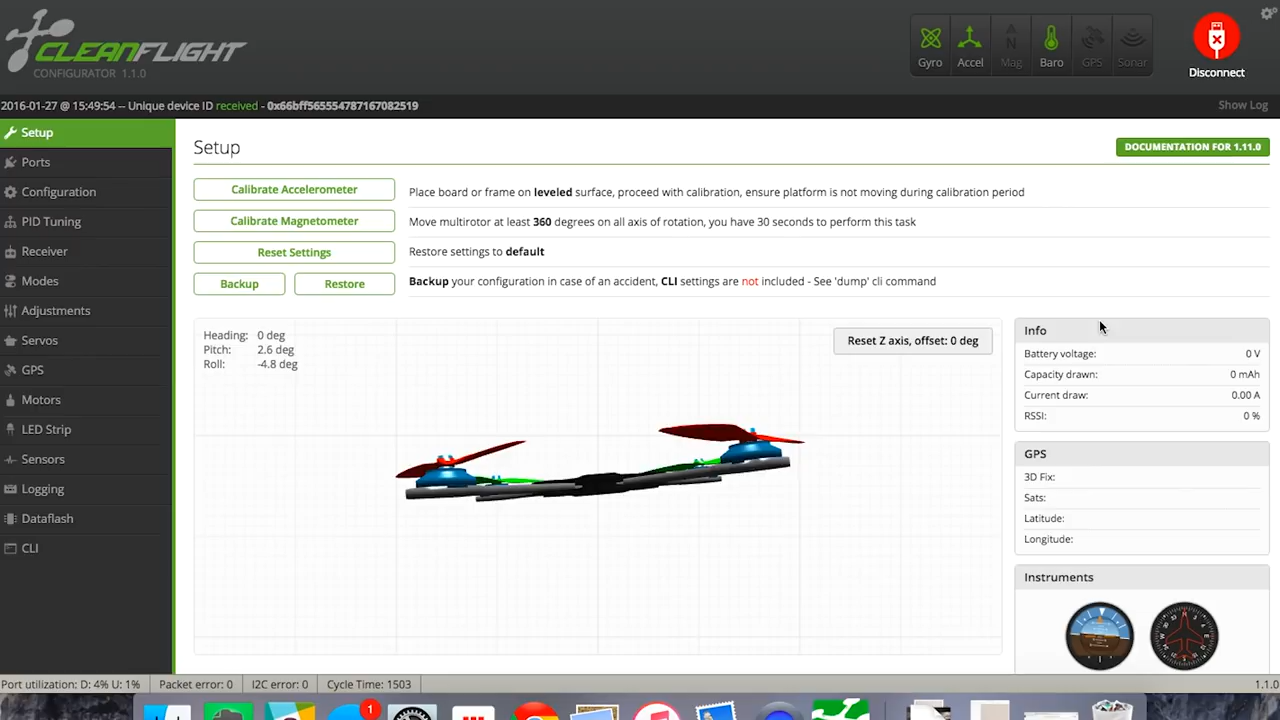 CLEANFLIGHT
CONFIGURATOR 1.1.0
Gyro
Accel
Mag
Baro
GPS
Sonar
Disconnect
2016-01-27 @ 15:49:54 -- Unique device ID received - 0x66bff565554787167082519
Show Log
Setup
Ports
Configuration
PID Tuning
Receiver
Modes
Adjustments
Servos
GPS
Motors
LED Strip
Sensors
Logging
Dataflash
CLI
Setup
DOCUMENTATION FOR 1.11.0
Calibrate Accelerometer
Place board or frame on leveled surface, proceed with calibration, ensure platform is not moving during calibration period
Calibrate Magnetometer
Move multirotor at least 360 degrees on all axis of rotation, you have 30 seconds to perform this task
Reset Settings
Restore settings to default
Backup
Restore
Backup your configuration in case of an accident, CLI settings are not included - See 'dump' cli command
Heading: 0 deg
Pitch: 2.6 deg
Roll: -4.8 deg
Reset Z axis, offset: 0 deg
Info
Battery voltage: 0 V
Capacity drawn: 0 mAh
Current draw: 0.00 A
RSSI: 0 %
GPS
3D Fix:
Sats:
Latitude:
Longitude:
Instruments
Port utilization: D: 4% U: 1%
Packet error: 0
I2C error: 0
Cycle Time: 1503
1.1.0
1